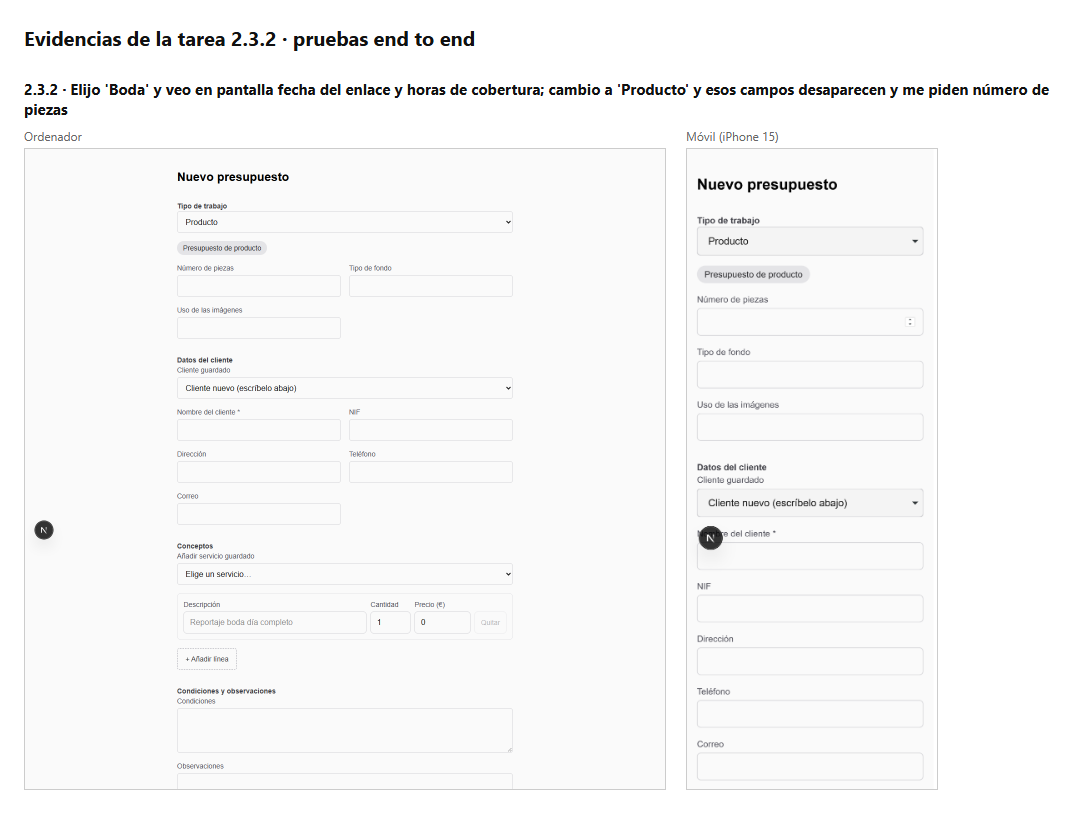 Evidencias de la tarea 2.3.2 · pruebas end to end
2.3.2 · Elijo 'Boda' y veo en pantalla fecha del enlace y horas de cobertura; cambio a 'Producto' y esos campos desaparecen y me piden número de
piezas
Ordenador
Nuevo presupuesto
Tipo de trabajo
Producto
Presupuesto de producto
Número de piezas
Tipo de fondo
Uso de las imágenes
Datos del cliente
Cliente guardado
Cliente nuevo (escríbelo abajo)
Nombre del cliente *
NIF
Dirección
Teléfono
Correo
N
Conceptos
Añadir servicio guardado
Elige un servicio...
Descripción
Cantidad
Precio (€)
Reportaje boda día completo
1
0
Quitar
+ Añadir línea
Condiciones y observaciones
Condiciones
Observaciones
Móvil (iPhone 15)
Nuevo presupuesto
Tipo de trabajo
Producto
Presupuesto de producto
Número de piezas
Tipo de fondo
Uso de las imágenes
Datos del cliente
Cliente guardado
Cliente nuevo (escríbelo abajo)
N
del cliente *
NIF
Dirección
Teléfono
Correo